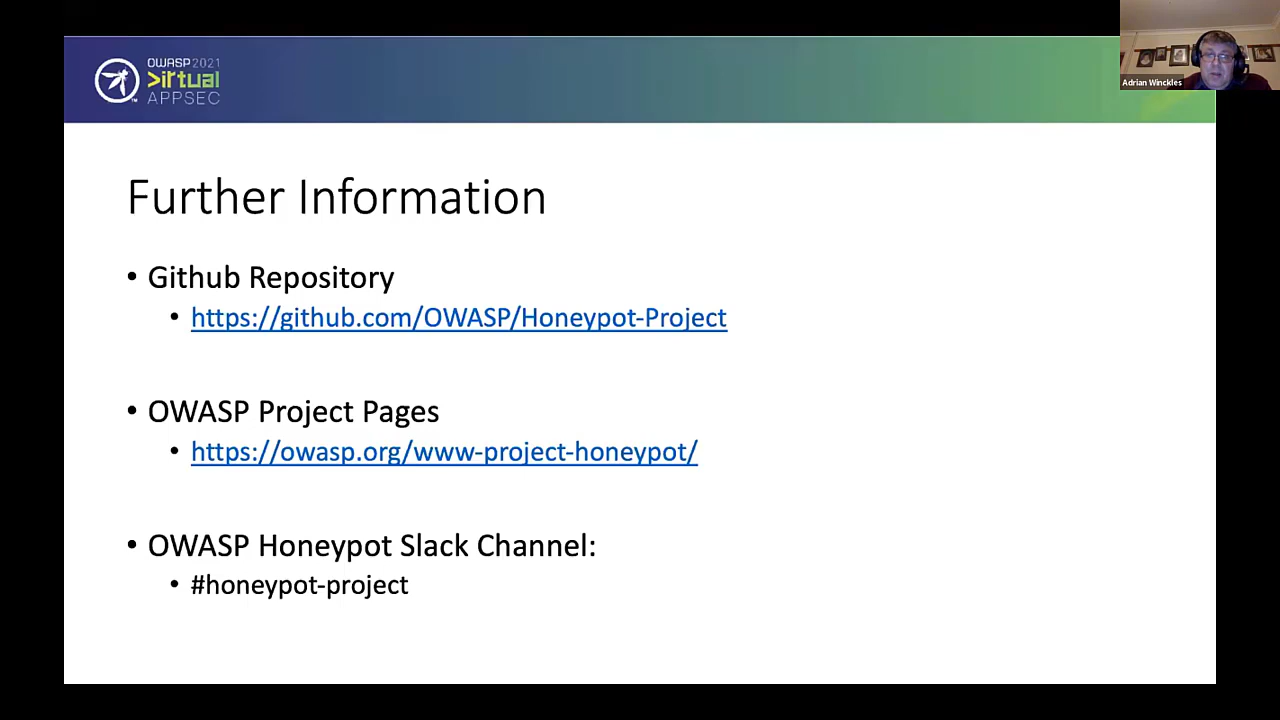 OWASP 2021
Virtual
APPSEC
Adrian Winckles
Further Information
• Github Repository
• https://github.com/OWASP/Honeypot-Project
• OWASP Project Pages
• https://owasp.org/www-project-honeypot/
• OWASP Honeypot Slack Channel:
• #honeypot-project